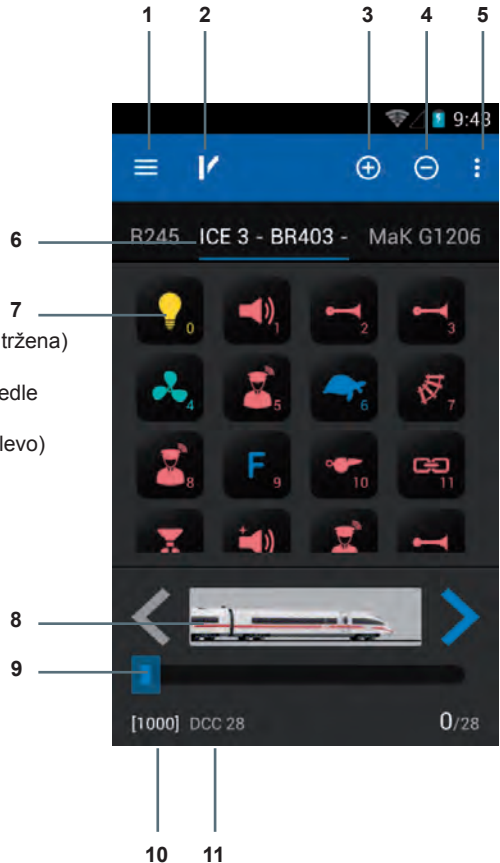 1 2 3 4 5
9:43
6 R245 ICE 3 - BR403 - MaK G1206
7
0 1 2 3
tržena)
edle
4 5 6 7
levo)
F
8 9 10 11
+
8
9
[1000] DCC 28 0/28
10 11